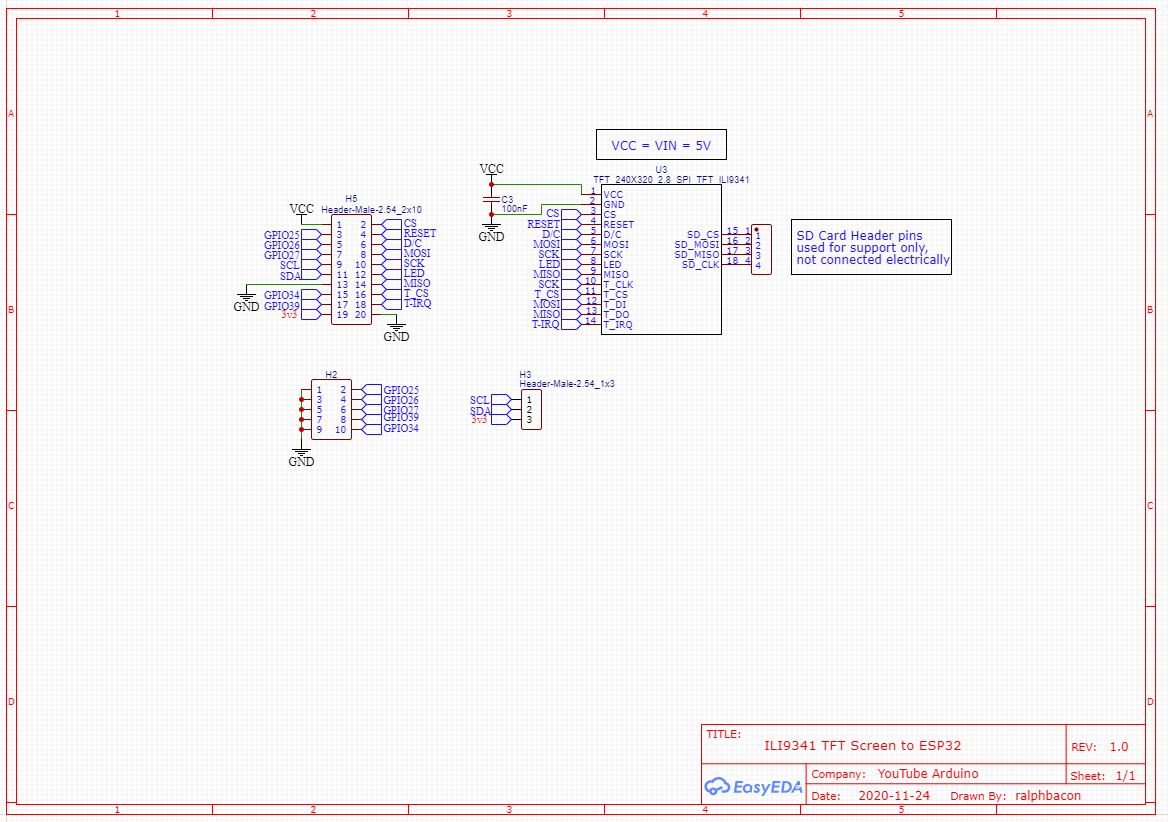 1 2 3 4 5
A A
VCC = VIN = 5V
VCC
U3
TFT_240X320_2.8_SPI_TFT_ILI9341
C3
100nF
GND
1 VCC
2 GND
CS 3 CS
RESET 4 RESET
D/C 5 D/C
MOSI 6 MOSI
SCK 7 SCK
LED 8 LED
MISO 9 MISO
SCK 10 T_CLK
T_CS 11 T_CS
MOSI 12 T_DI
MISO 13 T_DO
T-IRQ 14 T_IRQ
SD_CS 15 1 1
SD_MOSI 16 2 2
SD_MISO 17 3 3
SD_CLK 18 4 4
SD Card Header pins
used for support only,
not connected electrically
H5
Header-Male-2.54_2x10
VCC 1 2 CS
GPIO25 3 4 RESET
GPIO26 5 6 D/C
GPIO27 7 8 MOSI
SCL 9 10 SCK
SDA 11 12 LED
GND 13 14 MISO
GPIO34 15 16 T_CS
GPIO39 17 18 T-IRQ
3v3 19 20
GND
B B
H2
1 2 GPIO25
3 4 GPIO26
5 6 GPIO27
7 8 GPIO39
9 10 GPIO34
GND
H3
Header-Male-2.54_1x3
SCL 1
SDA 2
3v3 3
C C
D D
TITLE:
ILI9341 TFT Screen to ESP32
REV: 1.0
EasyEDA
Company: YouTube Arduino
Sheet: 1/1
Date: 2020-11-24 Drawn By: ralphbacon
1 2 3 4 5